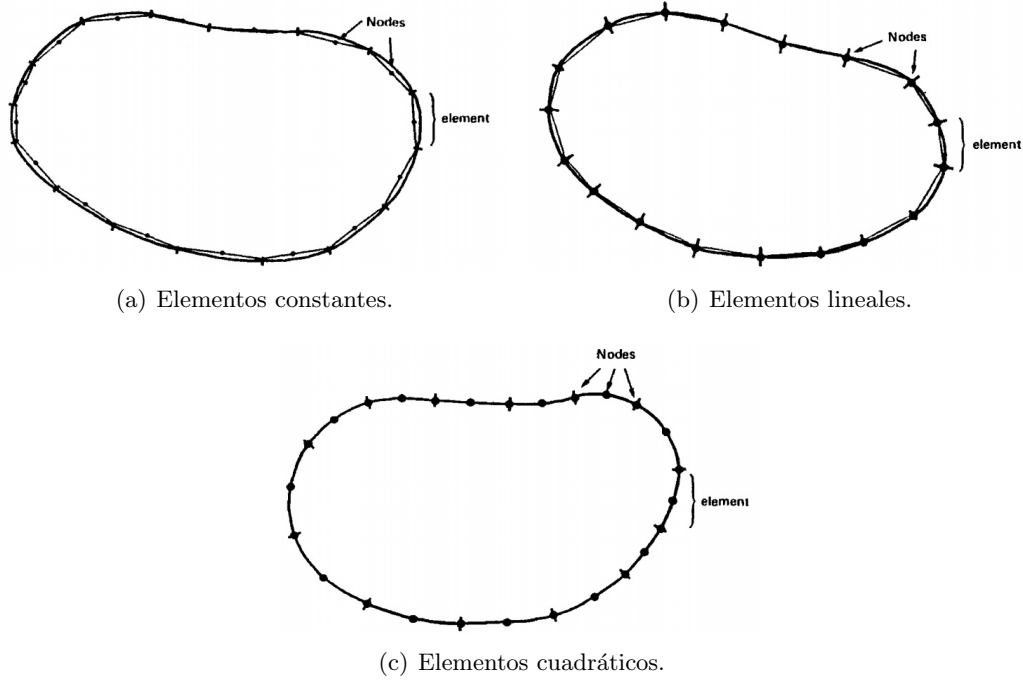 Nodes
element
(a) Elementos constantes.
Nodes
element
(b) Elementos lineales.
Nodes
element
(c) Elementos cuadráticos.